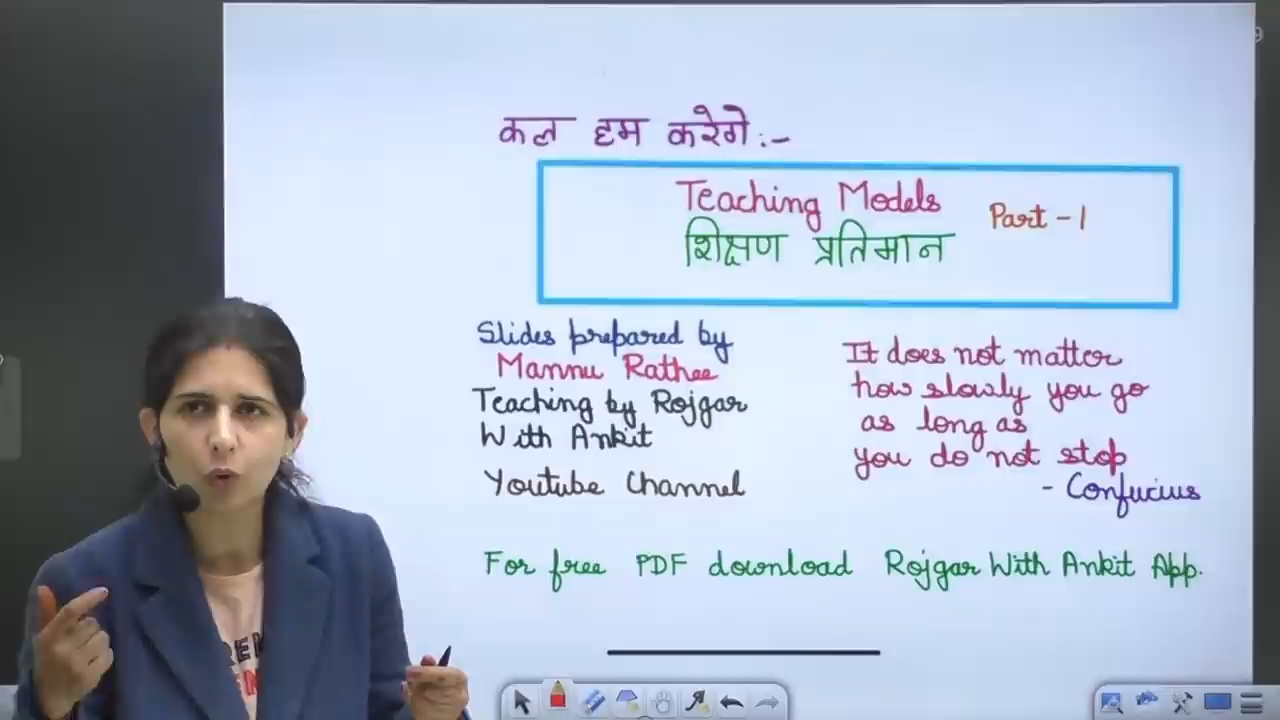 कल हम करेगे :-
Teaching Models
शिक्षण प्रतिमान
Part - 1
Slides prepared by
Mannu Rathee
Teaching by Rojgar
With Ankit
Youtube Channel
It does not matter
how slowly you go
as long as
you do not stop
- Confucius
For free PDF download Rojgar With Ankit App.